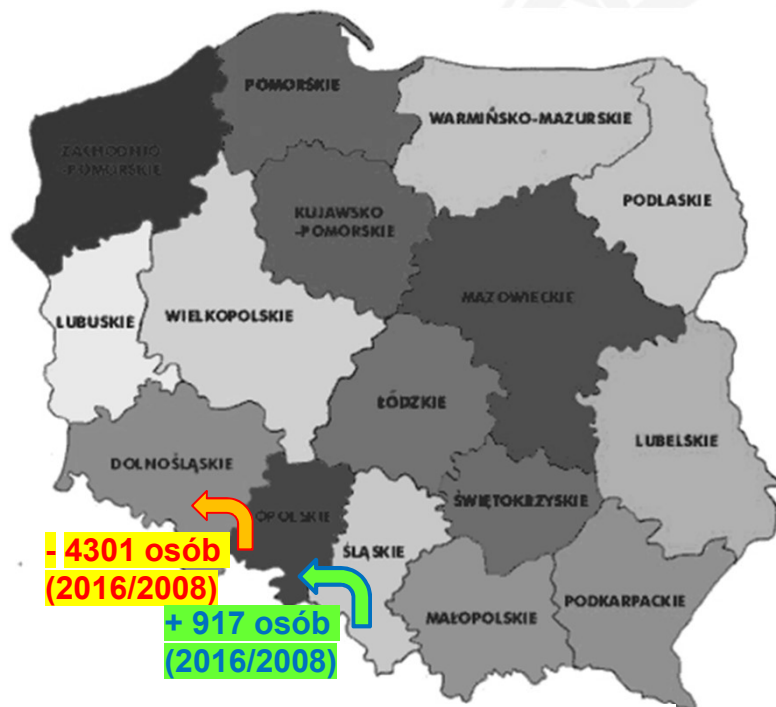 POMORSKIE
WARMIŃSKO-MAZURSKIE
ZACHODNIO
-POMORSKIE
PODLASKIE
KUJAWSKO
-POMORSKIE
MAZOWIECKIE
LUBUSKIE
WIELKOPOLSKIE
ŁÓDZKIE
LUBELSKIE
DOLNOŚLĄSKIE
ŚWIĘTOKRZYSKIE
OPOLSKIE
ŚLĄSKIE
- 4301 osób
(2016/2008)
PODKARPACKIE
MAŁOPOLSKIE
+ 917 osób
(2016/2008)